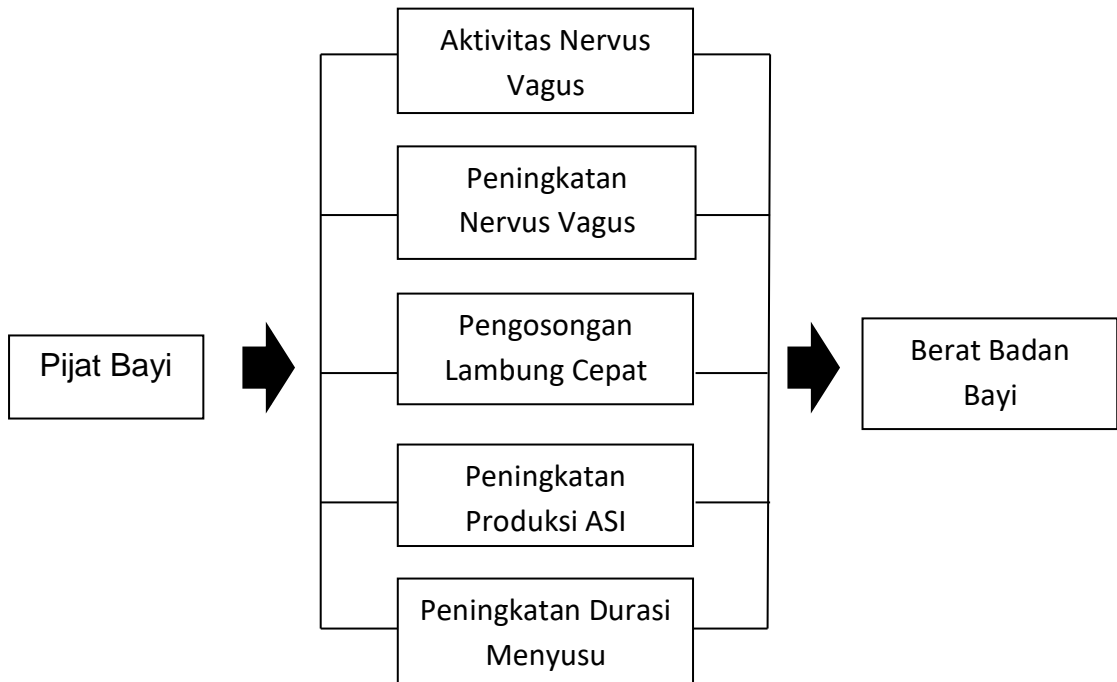 Pijat Bayi
Aktivitas Nervus
Vagus
Peningkatan
Nervus Vagus
Pengosongan
Lambung Cepat
Peningkatan
Produksi ASI
Peningkatan Durasi
Menyusu
Berat Badan
Bayi